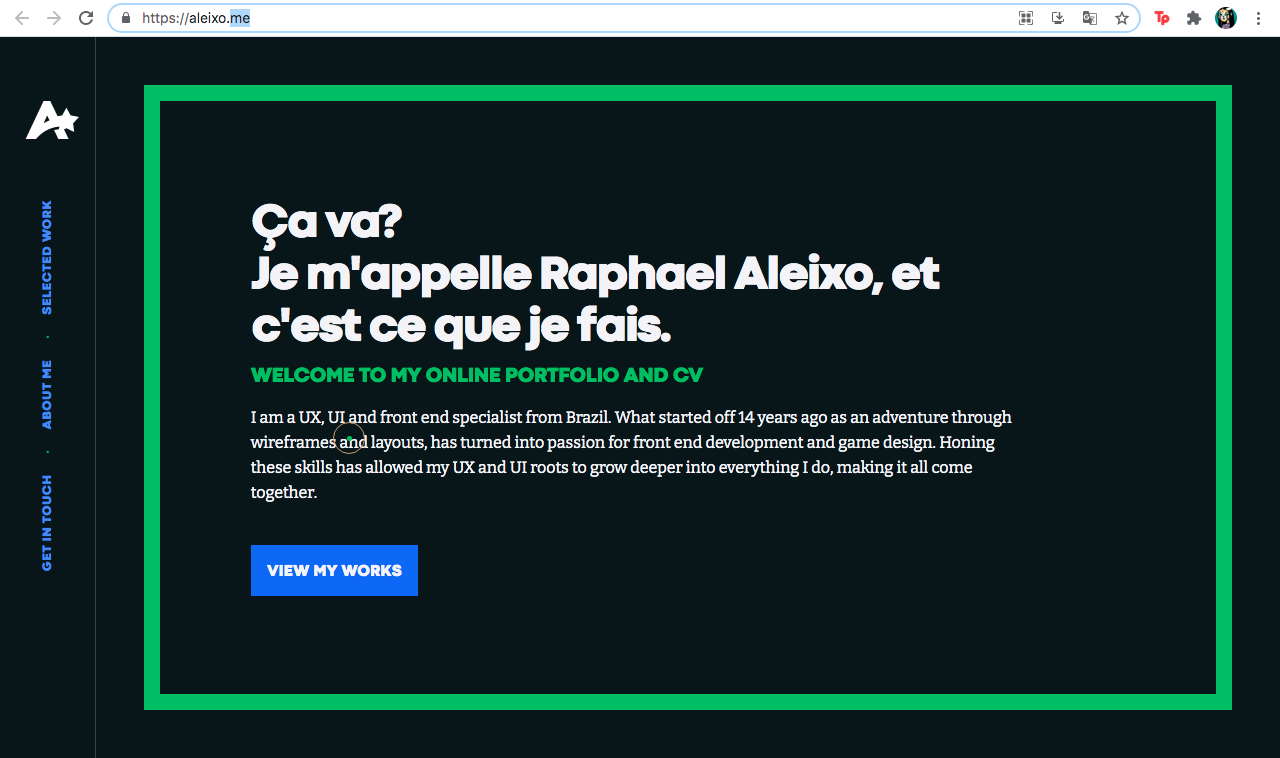 https://aleixo.me
Tp
A
SELECTED WORK
·
ABOUT ME
·
GET IN TOUCH
Ça va?
Je m'appelle Raphael Aleixo, et
c'est ce que je fais.
WELCOME TO MY ONLINE PORTFOLIO AND CV
I am a UX, UI and front end specialist from Brazil. What started off 14 years ago as an adventure through
wireframes and layouts, has turned into passion for front end development and game design. Honing
these skills has allowed my UX and UI roots to grow deeper into everything I do, making it all come
together.
VIEW MY WORKS